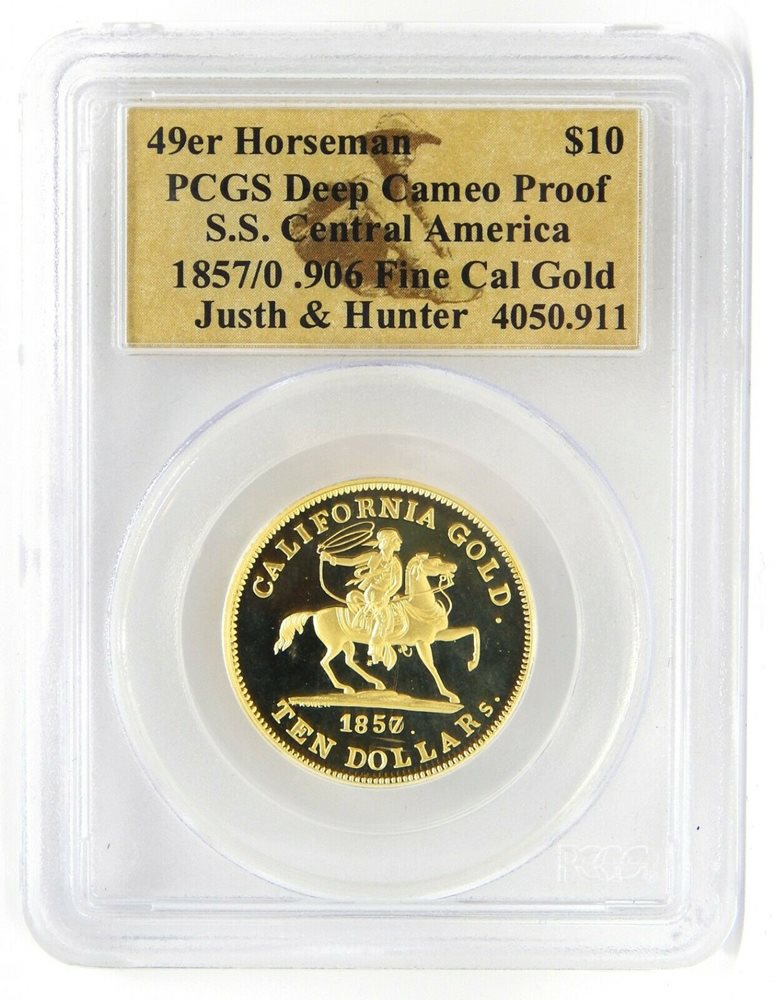 49er Horseman $10
PCGS Deep Cameo Proof
S.S. Central America
1857/0 .906 Fine Cal Gold
Justh & Hunter 4050.911
CALIFORNIA GOLD.
1857.
TEN DOLLARs.
PCGS